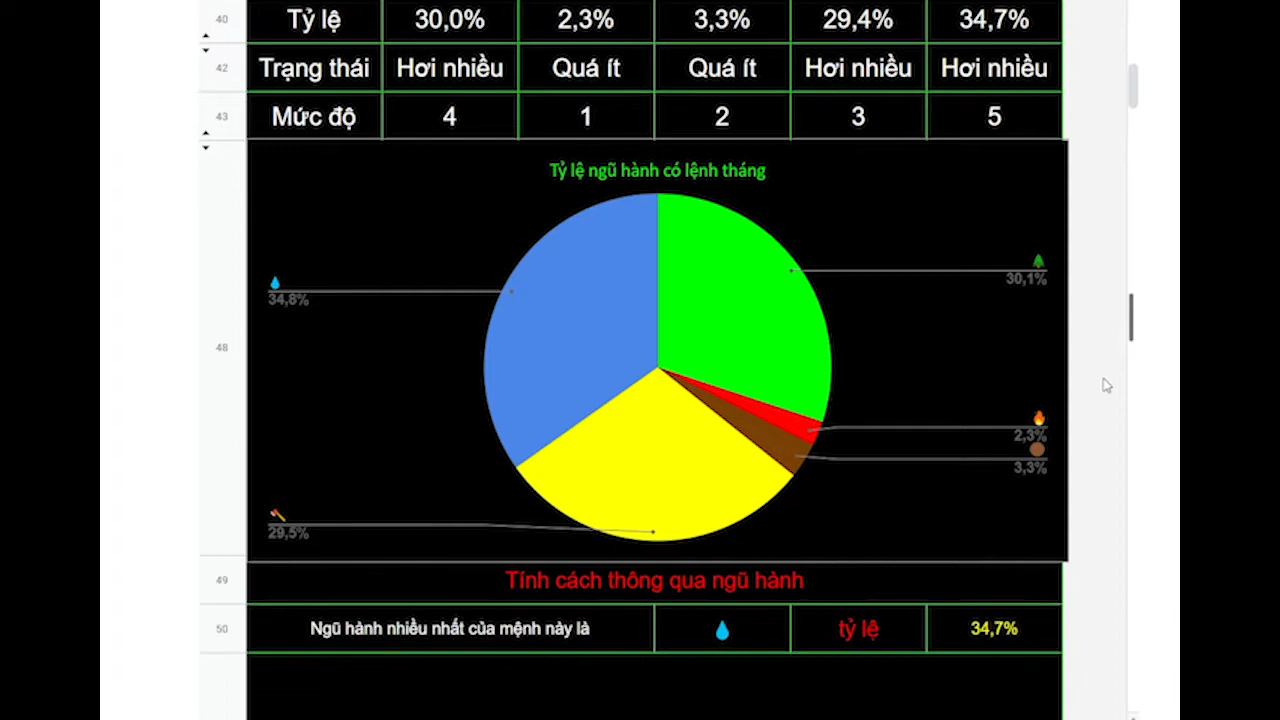 40 Tỷ lệ 30,0% 2,3% 3,3% 29,4% 34,7%
42 Trạng thái Hơi nhiều Quá ít Quá ít Hơi nhiều Hơi nhiều
43 Mức độ 4 1 2 3 5
Tỷ lệ ngũ hành có lệnh tháng
30,1%
34,8%
48
2,3%
3,3%
29,5%
49 Tính cách thông qua ngũ hành
50 Ngũ hành nhiều nhất của mệnh này là tỷ lệ 34,7%